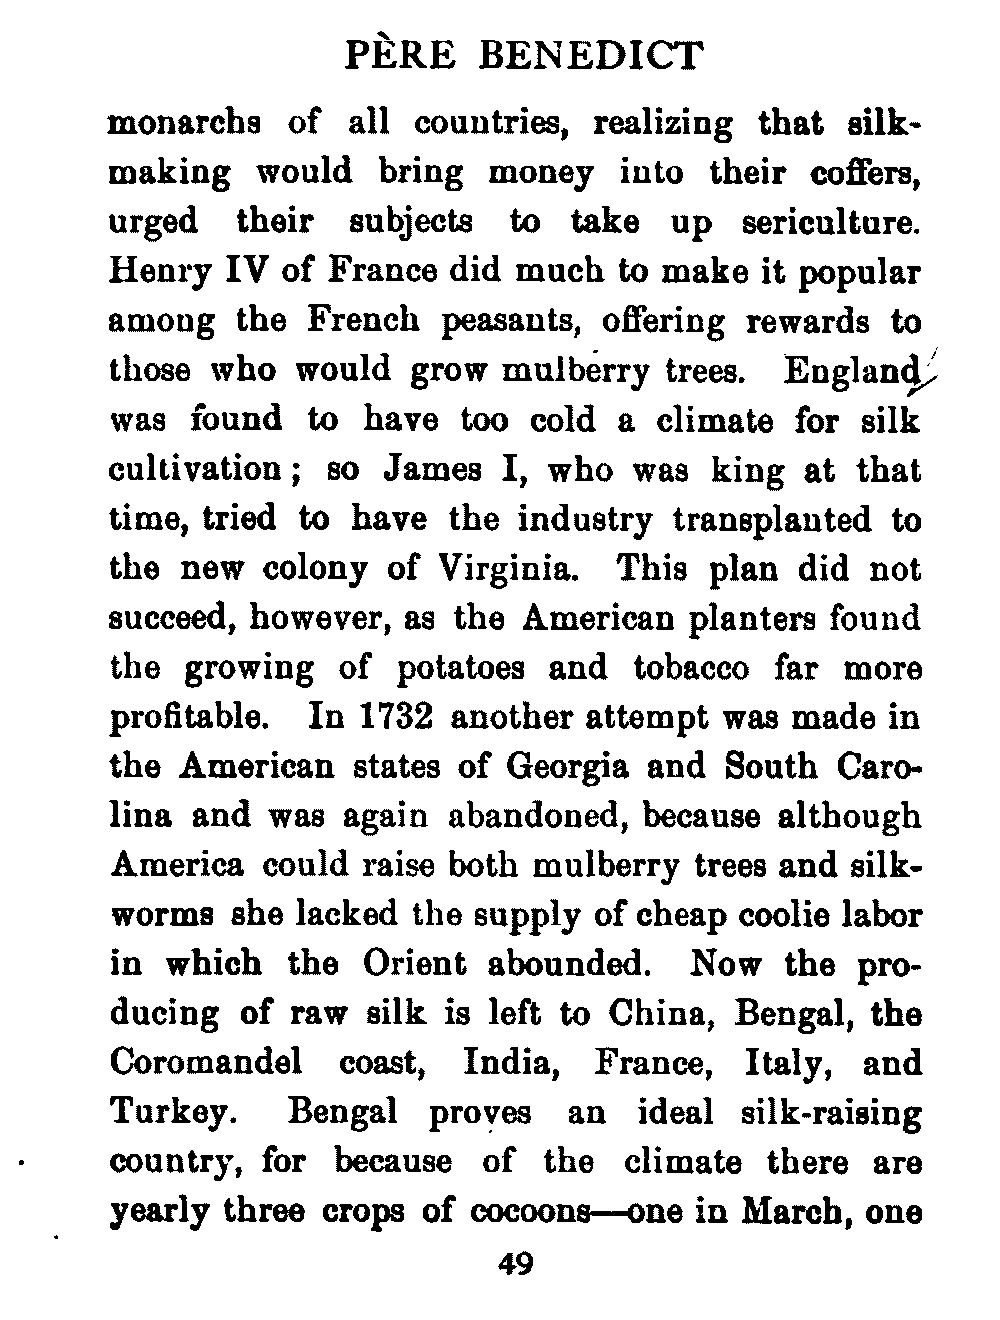 PÈRE BENEDICT
monarchs of all countries, realizing that silk-
making would bring money into their coffers,
urged their subjects to take up sericulture.
Henry IV of France did much to make it popular
among the French peasants, offering rewards to
those who would grow mulberry trees. England
was found to have too cold a climate for silk
cultivation; so James I, who was king at that
time, tried to have the industry transplanted to
the new colony of Virginia. This plan did not
succeed, however, as the American planters found
the growing of potatoes and tobacco far more
profitable. In 1732 another attempt was made in
the American states of Georgia and South Caro-
lina and was again abandoned, because although
America could raise both mulberry trees and silk-
worms she lacked the supply of cheap coolie labor
in which the Orient abounded. Now the pro-
ducing of raw silk is left to China, Bengal, the
Coromandel coast, India, France, Italy, and
Turkey. Bengal proves an ideal silk-raising
country, for because of the climate there are
yearly three crops of cocoons—one in March, one
49